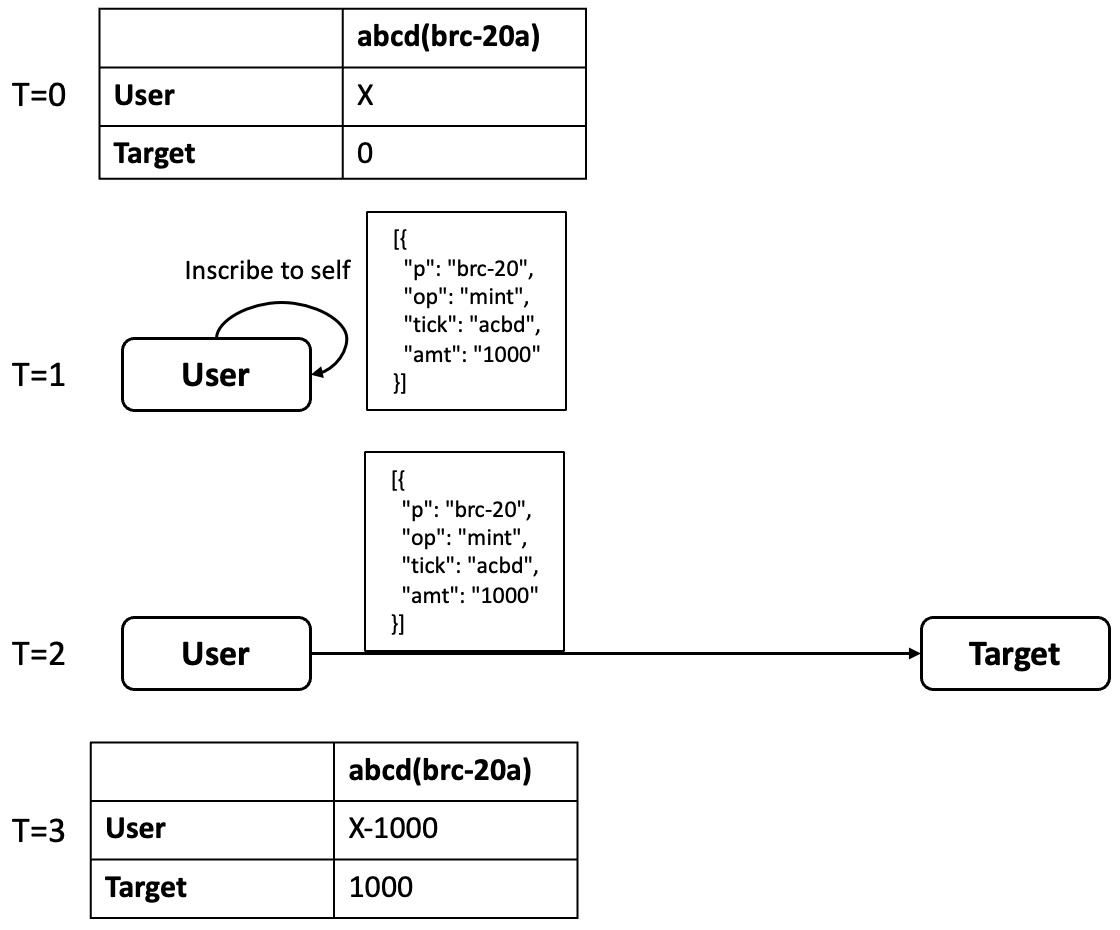 T=0
abcd(brc-20a)
User X
Target 0
Inscribe to self
[{
"p": "brc-20",
"op": "mint",
"tick": "acbd",
"amt": "1000"
}]
T=1
User
[{
"p": "brc-20",
"op": "mint",
"tick": "acbd",
"amt": "1000"
}]
T=2
User
Target
T=3
abcd(brc-20a)
User X-1000
Target 1000